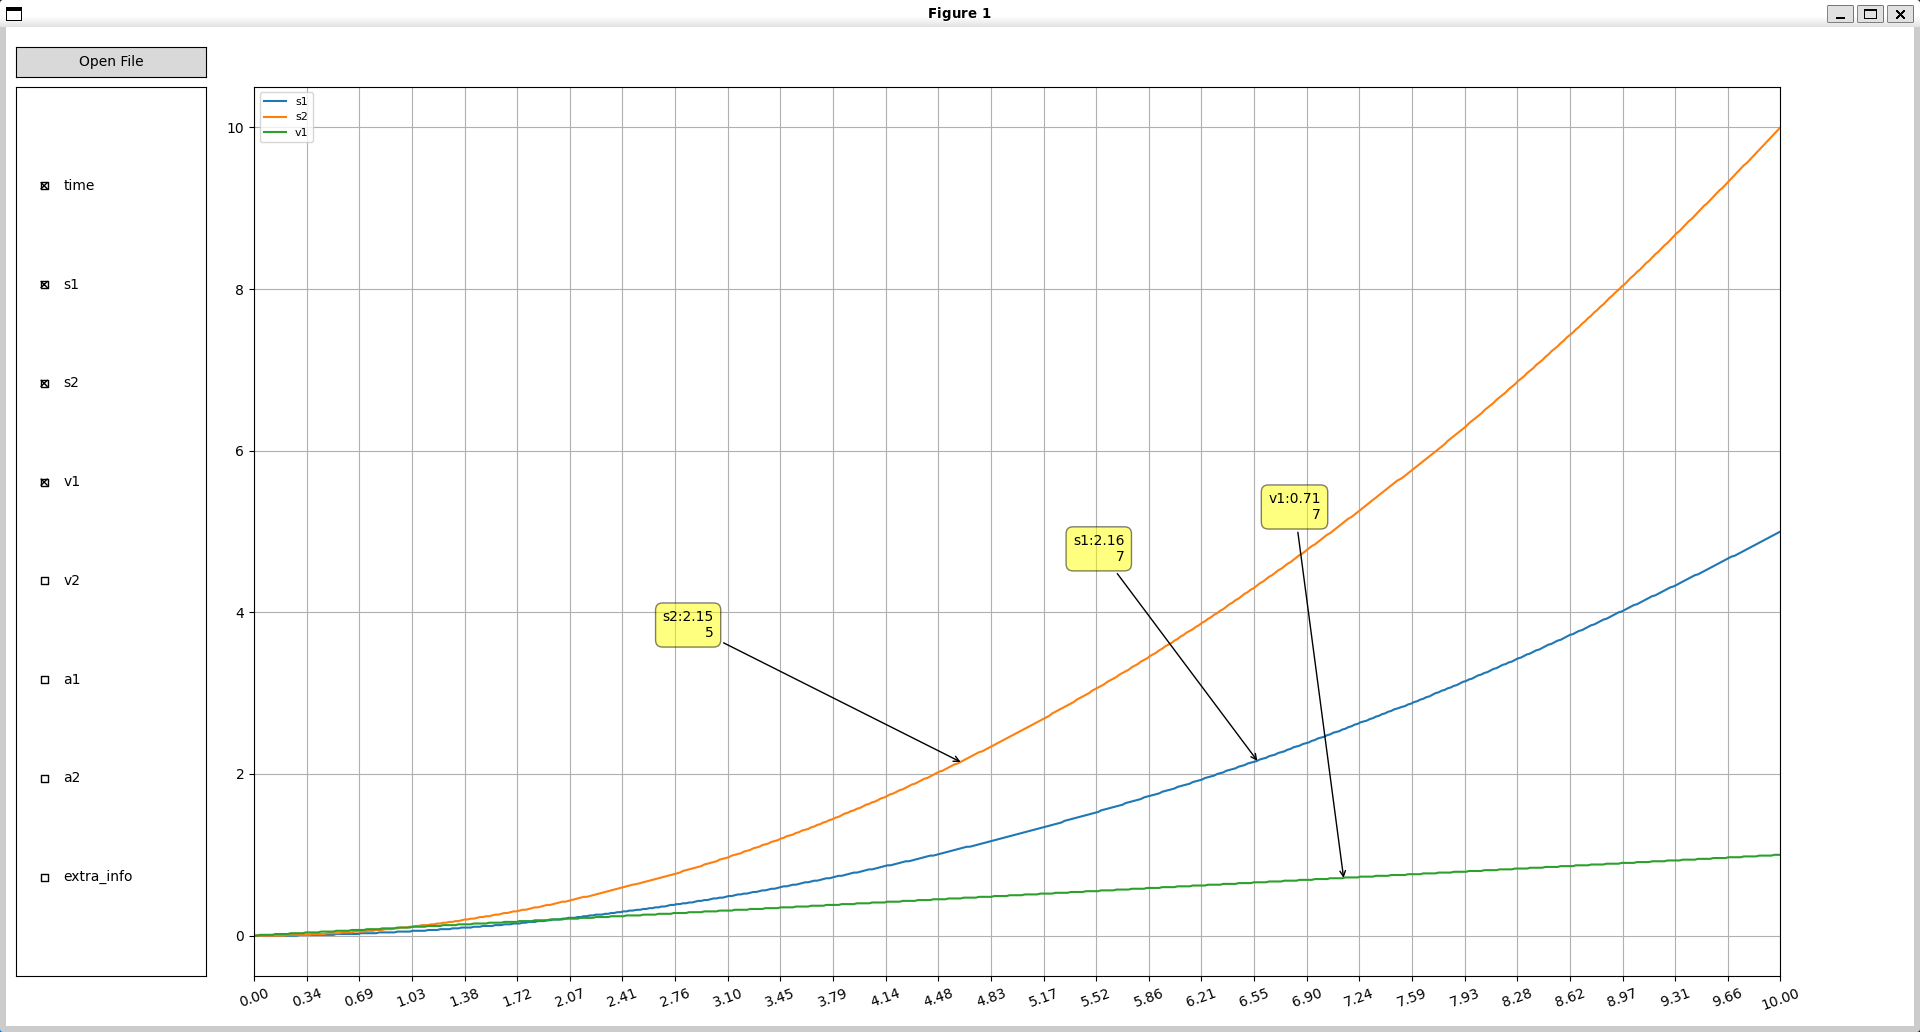 Figure 1
Open File
time
s1
s2
v1
v2
a1
a2
extra_info
s1
s2
v1
10
8
6
4
2
0
v1:0.71
7
s1:2.16
7
s2:2.15
5
0.00 0.34 0.69 1.03 1.38 1.72 2.07 2.41 2.76 3.10 3.45 3.79 4.14 4.48 4.83 5.17 5.52 5.86 6.21 6.55 6.90 7.24 7.59 7.93 8.28 8.62 8.97 9.31 9.66 10.00